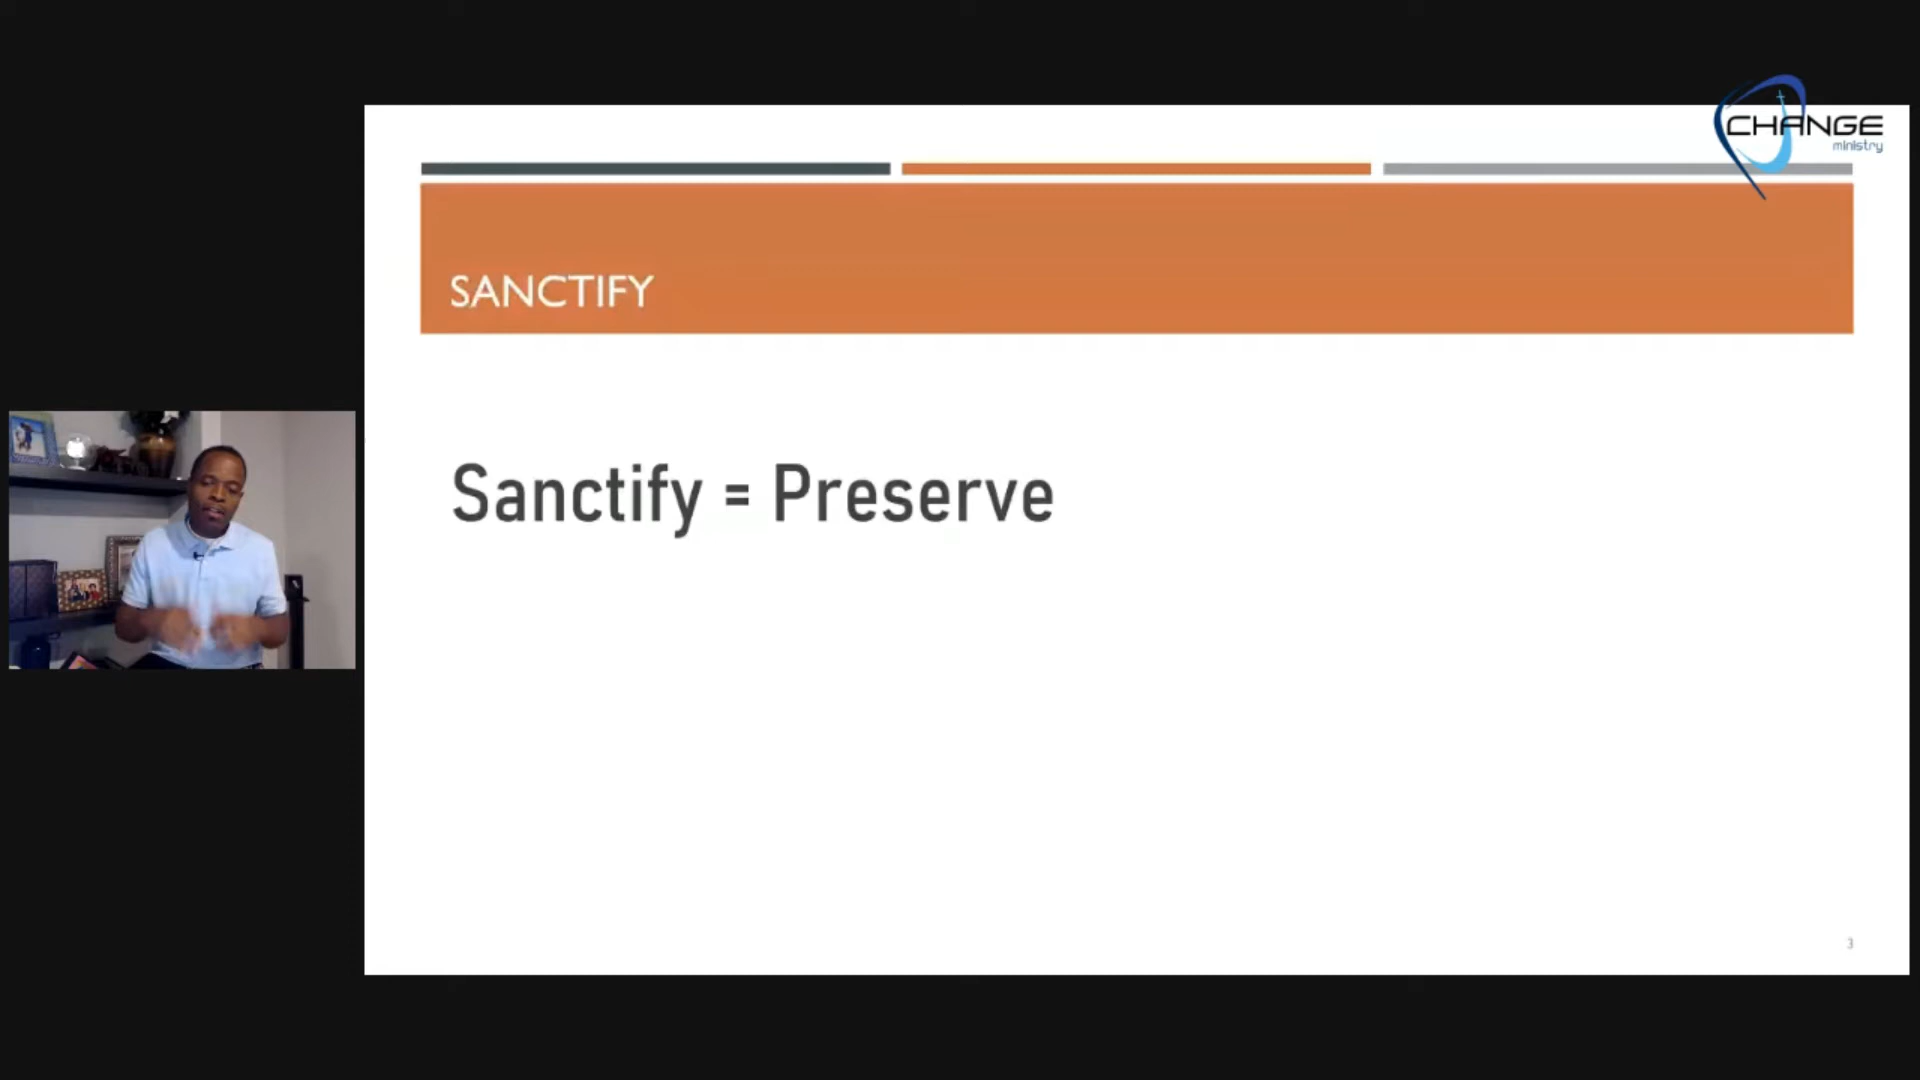 CHANGE
ministry
SANCTIFY
Sanctify = Preserve
3